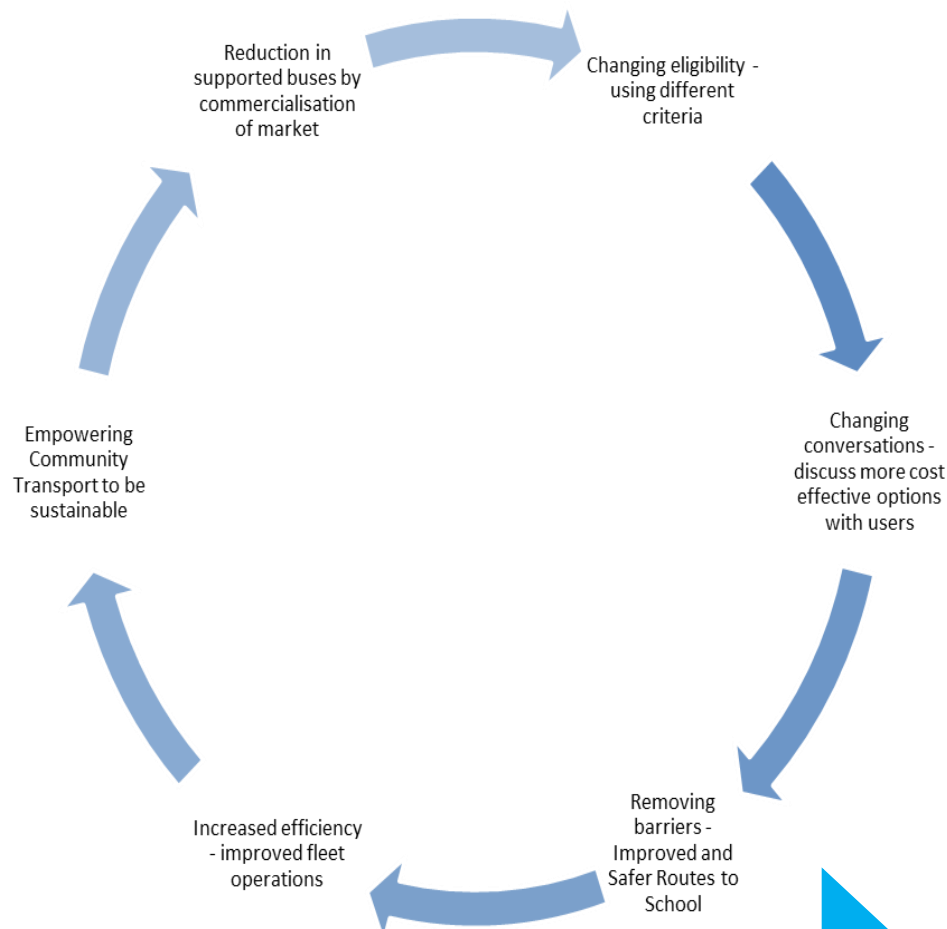 Reduction in
supported buses by
commercialisation
of market
Changing eligibility -
using different
criteria
Changing
conversations -
discuss more cost
effective options
with users
Removing
barriers -
Improved and
Safer Routes to
School
Increased efficiency
- improved fleet
operations
Empowering
Community
Transport to be
sustainable